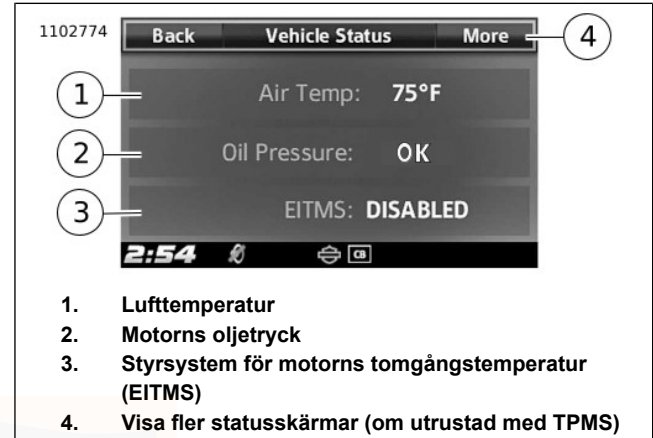 1102774
Back Vehicle Status More 4
1 Air Temp: 75°F
2 Oil Pressure: OK
3 EITMS: DISABLED
2:54 CB
1. Lufttemperatur
2. Motorns oljetryck
3. Styrsystem för motorns tomgångstemperatur
(EITMS)
4. Visa fler statusskärmar (om utrustad med TPMS)